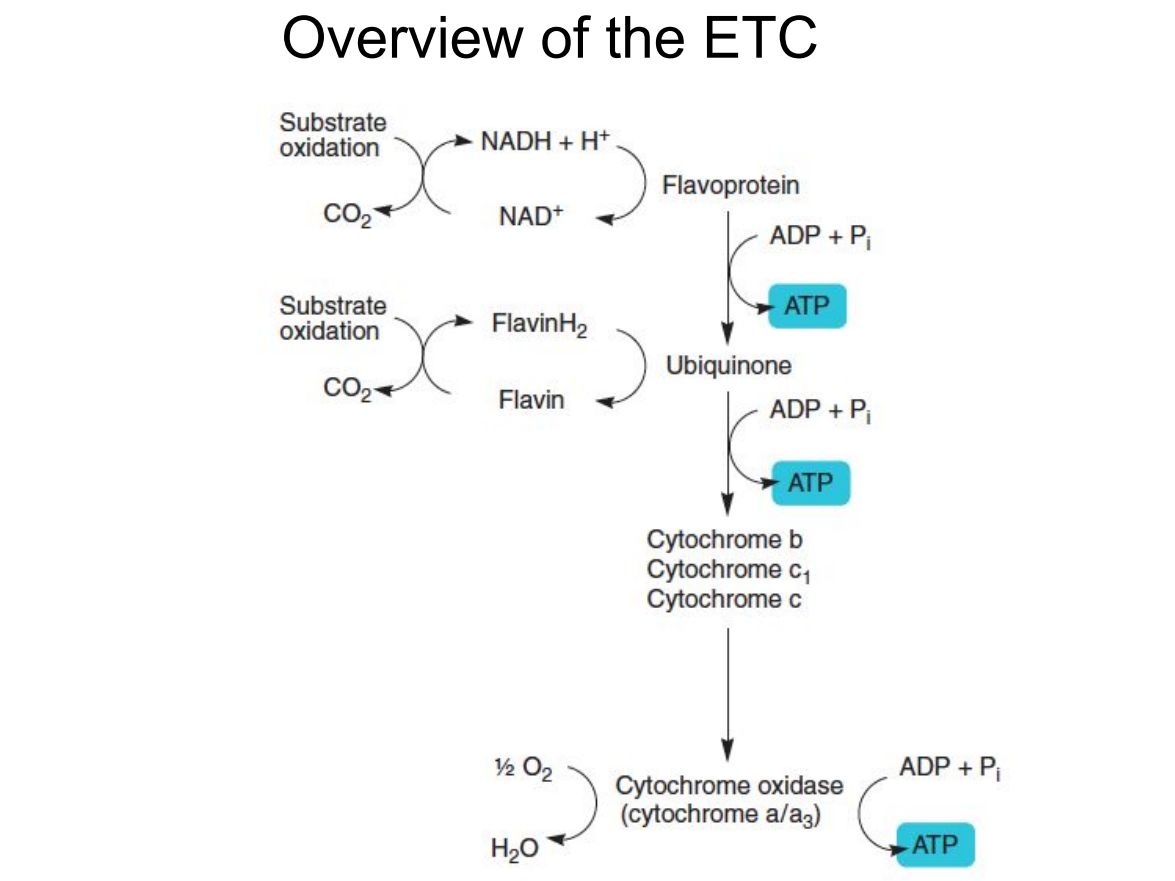 Overview of the ETC
Substrate
oxidation
NADH + H⁺
CO₂
NAD⁺
Flavoprotein
ADP + Pᵢ
ATP
Substrate
oxidation
FlavinH₂
CO₂
Flavin
Ubiquinone
ADP + Pᵢ
ATP
Cytochrome b
Cytochrome c₁
Cytochrome c
½ O₂
H₂O
Cytochrome oxidase
(cytochrome a/a₃)
ADP + Pᵢ
ATP